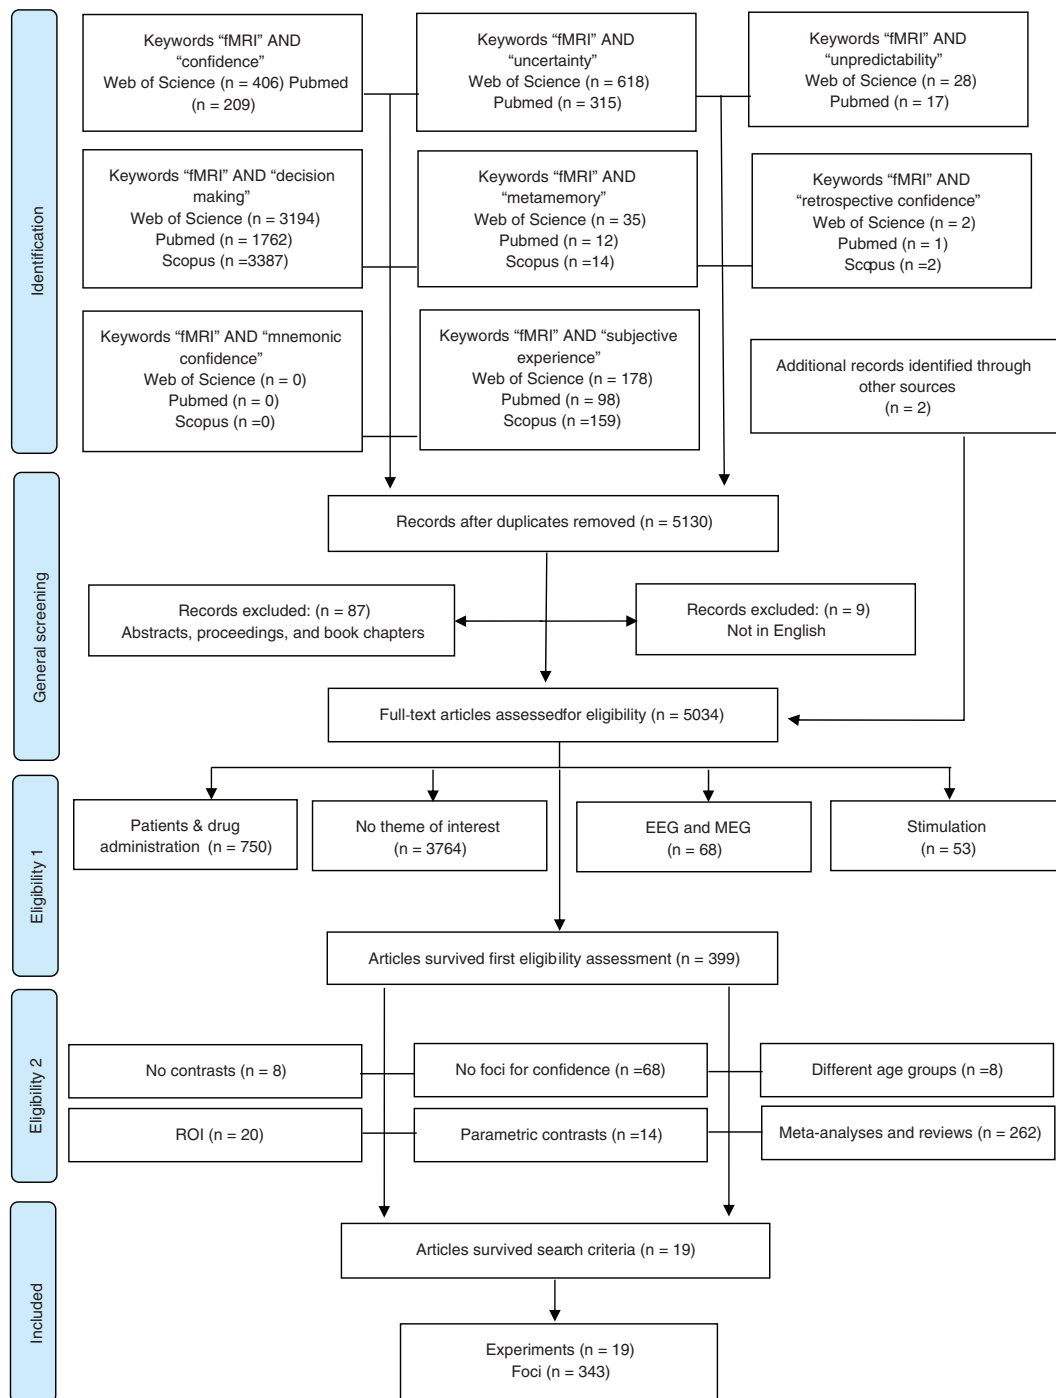 Identification
Keywords “fMRI” AND
“confidence”
Web of Science (n = 406) Pubmed
(n = 209)
Keywords “fMRI” AND
“uncertainty”
Web of Science (n = 618)
Pubmed (n = 315)
Keywords “fMRI” AND
“unpredictability”
Web of Science (n = 28)
Pubmed (n = 17)
Keywords “fMRI” AND “decision
making”
Web of Science (n = 3194)
Pubmed (n = 1762)
Scopus (n =3387)
Keywords “fMRI” AND
“metamemory”
Web of Science (n = 35)
Pubmed (n = 12)
Scopus (n =14)
Keywords “fMRI” AND
“retrospective confidence”
Web of Science (n = 2)
Pubmed (n = 1)
Scopus (n =2)
Keywords “fMRI” AND “mnemonic
confidence”
Web of Science (n = 0)
Pubmed (n = 0)
Scopus (n =0)
Keywords “fMRI” AND “subjective
experience”
Web of Science (n = 178)
Pubmed (n = 98)
Scopus (n =159)
Additional records identified through
other sources
(n = 2)
General screening
Records after duplicates removed (n = 5130)
Records excluded: (n = 87)
Abstracts, proceedings, and book chapters
Records excluded: (n = 9)
Not in English
Full-text articles assessedfor eligibility (n = 5034)
Eligibility 1
Patients & drug
administration (n = 750)
No theme of interest
(n = 3764)
EEG and MEG
(n = 68)
Stimulation
(n = 53)
Articles survived first eligibility assessment (n = 399)
Eligibility 2
No contrasts (n = 8)
No foci for confidence (n =68)
Different age groups (n =8)
ROI (n = 20)
Parametric contrasts (n =14)
Meta-analyses and reviews (n = 262)
Included
Articles survived search criteria (n = 19)
Experiments (n = 19)
Foci (n = 343)